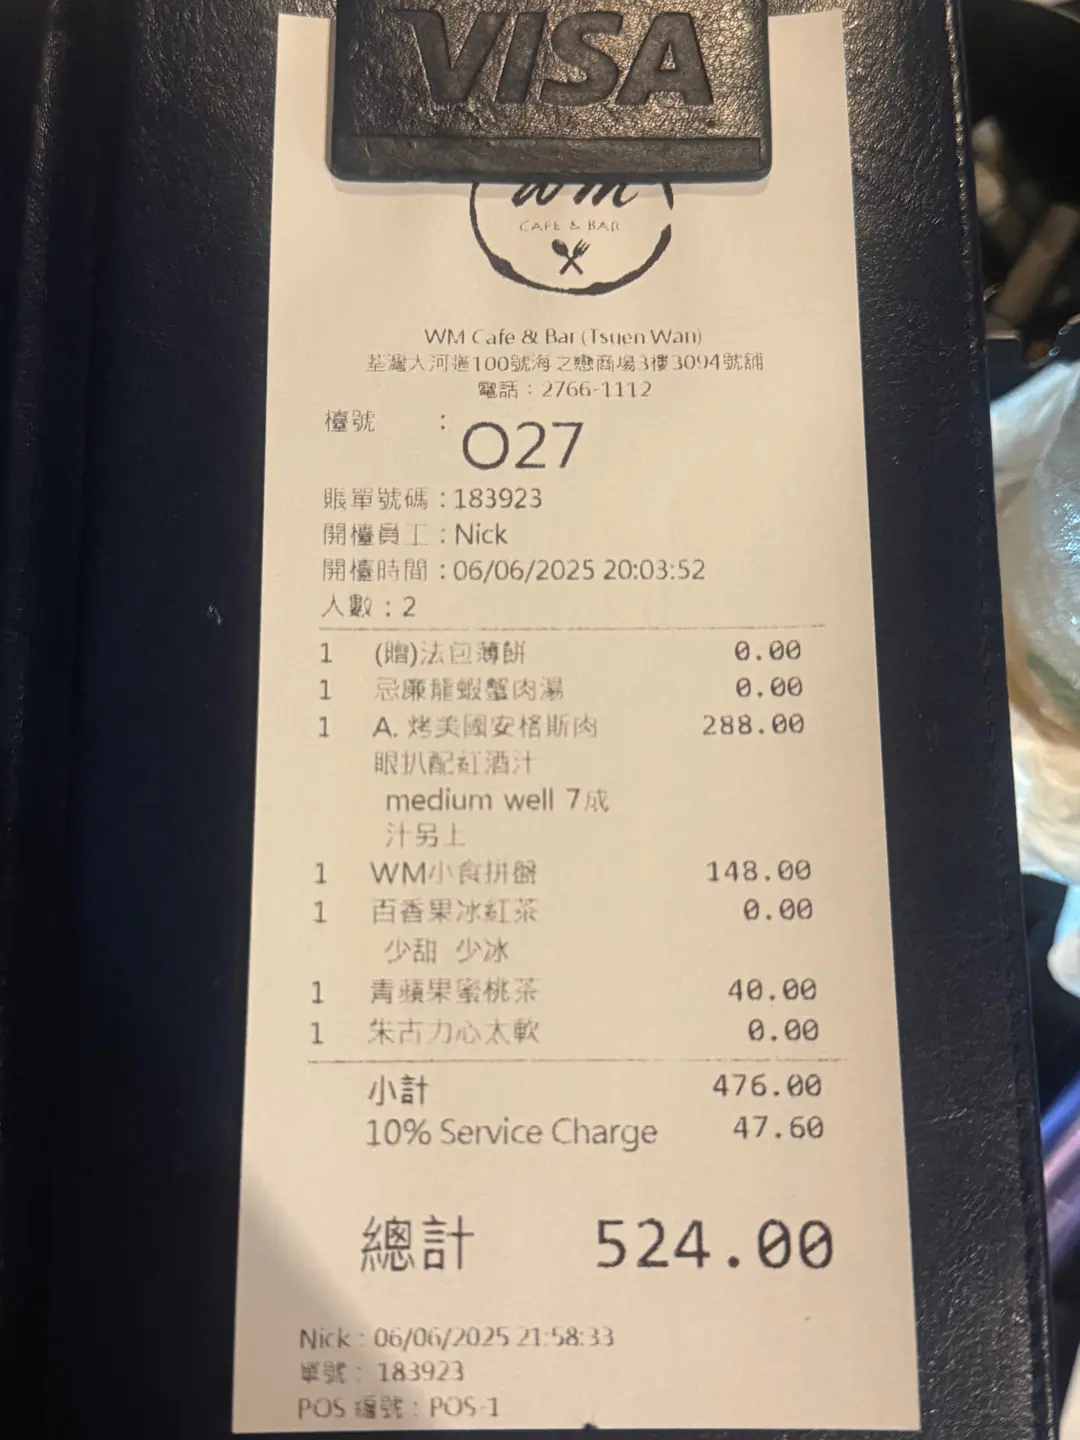 VISA
WM
CAFE & BAR
WM Cafe & Bar (Tsuen Wan)
荃灣大河道100號海之戀商場3樓3094號舖
電話：2766-1112
檯號 :
O27
賬單號碼：183923
開檯員工：Nick
開檯時間：06/06/2025 20:03:52
人數：2
1 (贈)法包薄餅 0.00
1 忌廉龍蝦蟹肉湯 0.00
1 A. 烤美國安格斯肉 288.00
眼扒配紅酒汁
medium well 7成
汁另上
1 WM小食拼盤 148.00
1 百香果冰紅茶 0.00
少甜 少冰
1 青蘋果蜜桃茶 40.00
1 朱古力心太軟 0.00
小計 476.00
10% Service Charge 47.60
總計 524.00
Nick：06/06/2025 21:58:33
單號：183923
POS 編號：POS-1